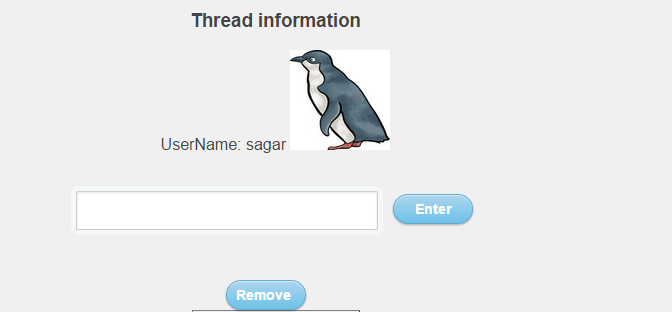 Thread information
UserName: sagar
Enter
Remove